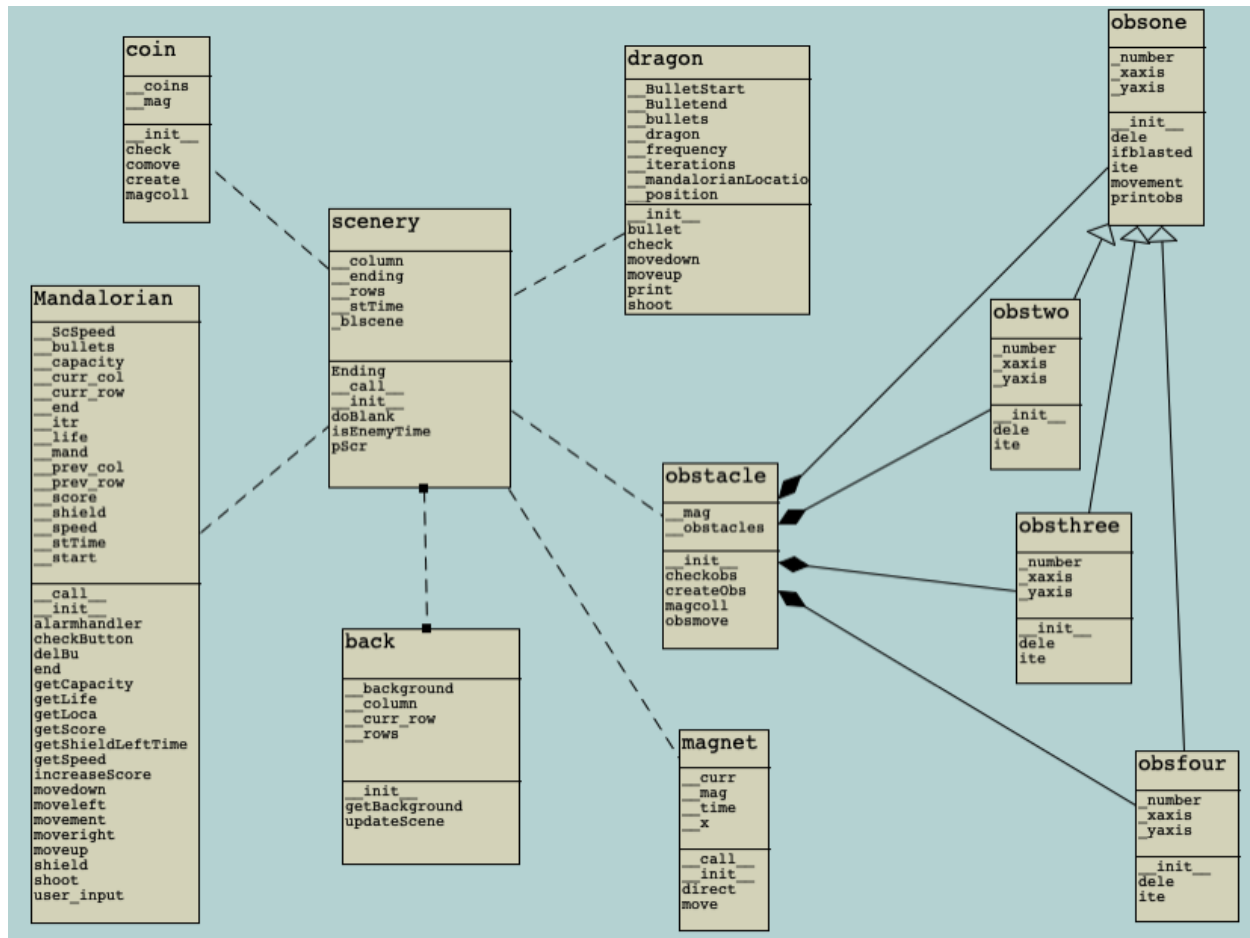 coin
__coins
__mag
__init__
check
comove
create
magcoll
Mandalorian
__ScSpeed
__bullets
__capacity
__curr_col
__curr_row
__end
__itr
__life
__mand
__prev_col
__prev_row
__score
__shield
__speed
__stTime
__start
__call__
__init__
alarmhandler
checkButton
delBu
end
getCapacity
getLife
getLoca
getScore
getShieldLeftTime
getSpeed
increaseScore
movedown
moveleft
movement
moveright
moveup
shield
shoot
user_input
scenery
__column
__ending
__rows
__stTime
_blscene
Ending
__call__
__init__
doBlank
isEnemyTime
pScr
back
__background
__column
__curr_row
__rows
__init__
getBackground
updateScene
dragon
__BulletStart
__Bulletend
__bullets
__dragon
__frequency
__iterations
__mandalorianLocatio
__position
__init__
bullet
check
movedown
moveup
print
shoot
obstacle
__mag
__obstacles
__init__
checkobs
createObs
magcoll
obsmove
magnet
__curr
__mag
__time
__x
__call__
__init__
direct
move
obsone
_number
_xaxis
_yaxis
__init__
dele
ifblasted
ite
movement
printobs
obstwo
_number
_xaxis
_yaxis
__init__
dele
ite
obsthree
_number
_xaxis
_yaxis
__init__
dele
ite
obsfour
_number
_xaxis
_yaxis
__init__
dele
ite